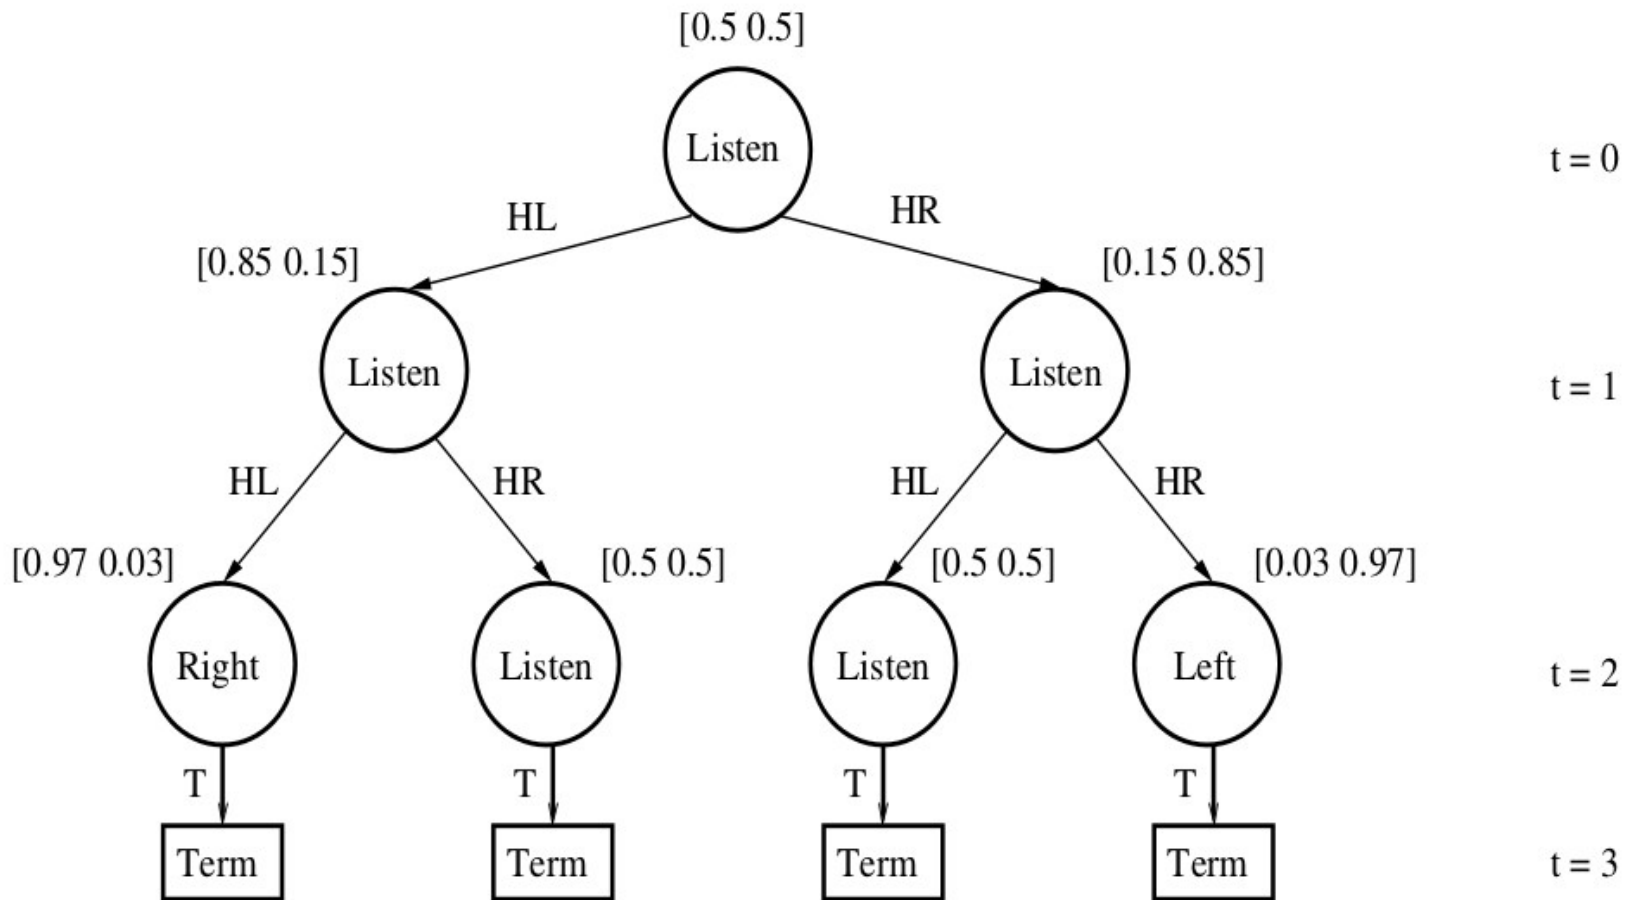 [0.5 0.5]
Listen
t = 0
HL
HR
[0.85 0.15]
[0.15 0.85]
Listen
Listen
t = 1
HL
HR
HL
HR
[0.97 0.03]
[0.5 0.5]
[0.5 0.5]
[0.03 0.97]
Right
Listen
Listen
Left
t = 2
T
T
T
T
Term
Term
Term
Term
t = 3